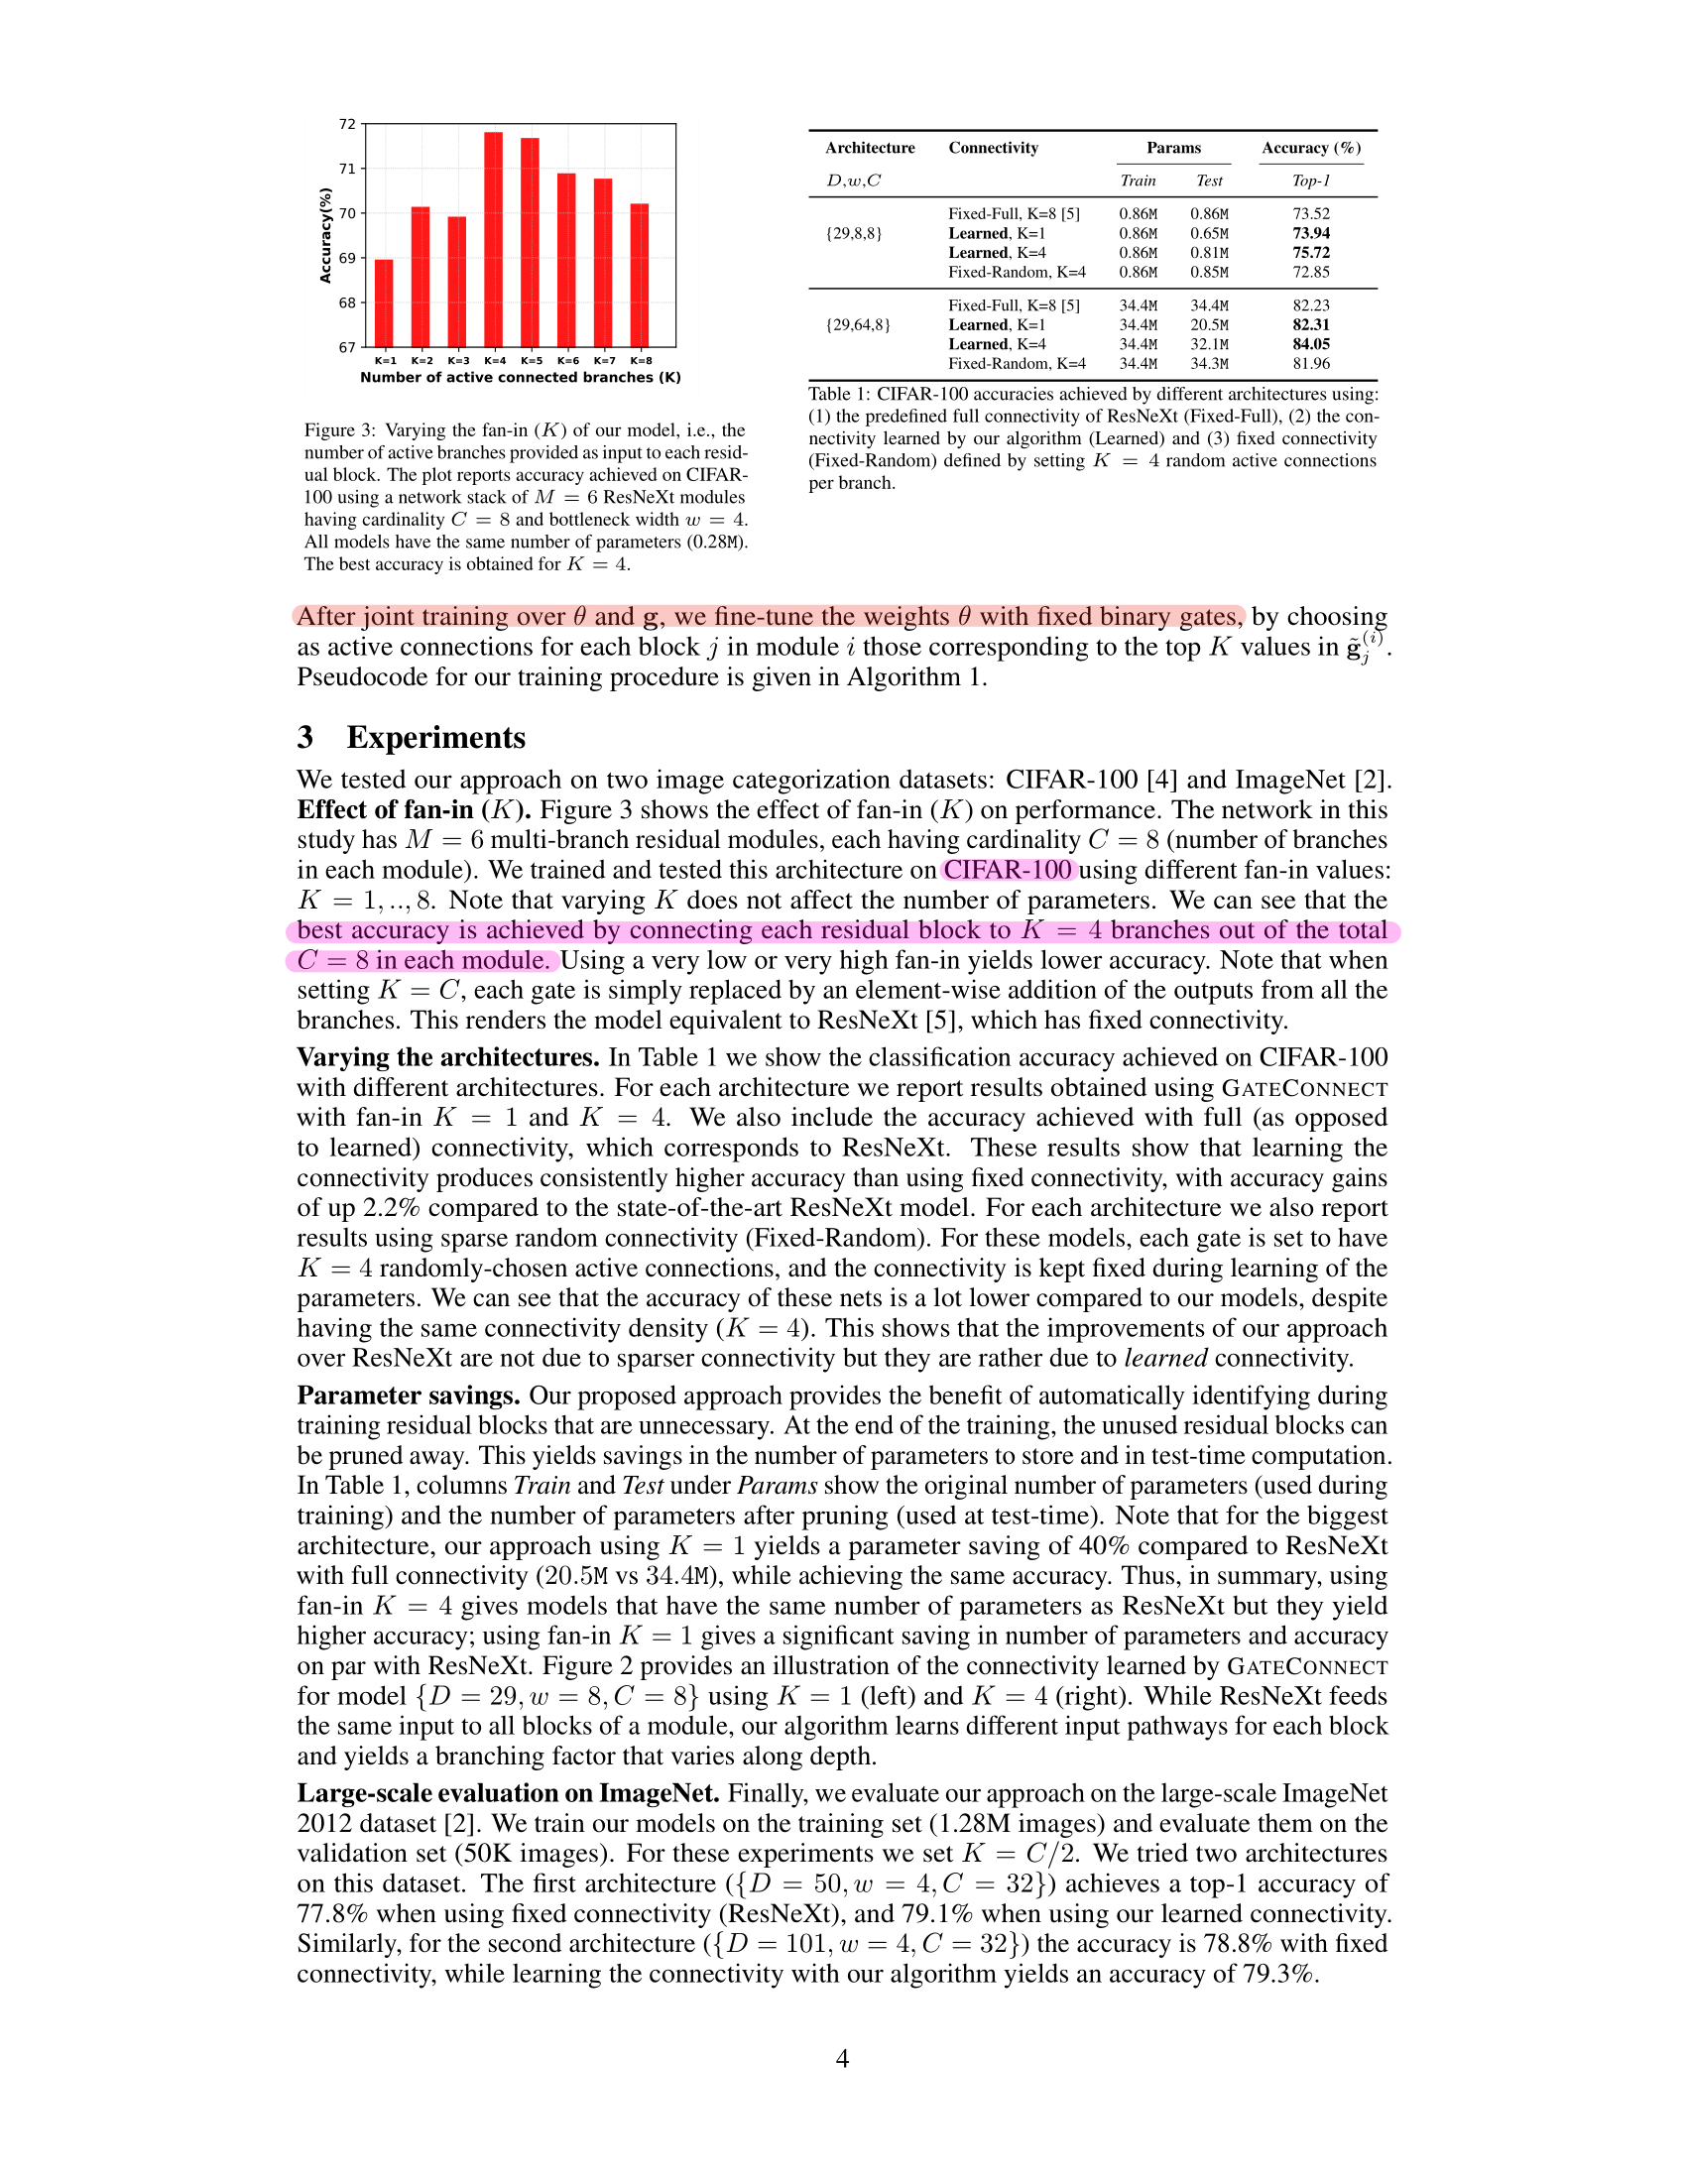 72
71
70
69
68
67
Accuracy(%)
K=1 K=2 K=3 K=4 K=5 K=6 K=7 K=8
Number of active connected branches (K)
Figure 3: Varying the fan-in (K) of our model, i.e., the
number of active branches provided as input to each resid-
ual block. The plot reports accuracy achieved on CIFAR-
100 using a network stack of M = 6 ResNeXt modules
having cardinality C = 8 and bottleneck width w = 4.
All models have the same number of parameters (0.28M).
The best accuracy is obtained for K = 4.
Architecture Connectivity Params Accuracy (%)
D,w,C Train Test Top-1
Fixed-Full, K=8 [5] 0.86M 0.86M 73.52
{29,8,8} Learned, K=1 0.86M 0.65M 73.94
Learned, K=4 0.86M 0.81M 75.72
Fixed-Random, K=4 0.86M 0.85M 72.85
Fixed-Full, K=8 [5] 34.4M 34.4M 82.23
{29,64,8} Learned, K=1 34.4M 20.5M 82.31
Learned, K=4 34.4M 32.1M 84.05
Fixed-Random, K=4 34.4M 34.3M 81.96
Table 1: CIFAR-100 accuracies achieved by different architectures using:
(1) the predefined full connectivity of ResNeXt (Fixed-Full), (2) the con-
nectivity learned by our algorithm (Learned) and (3) fixed connectivity
(Fixed-Random) defined by setting K = 4 random active connections
per branch.
After joint training over θ and g, we fine-tune the weights θ with fixed binary gates, by choosing
as active connections for each block j in module i those corresponding to the top K values in g̃_j^(i).
Pseudocode for our training procedure is given in Algorithm 1.
3 Experiments
We tested our approach on two image categorization datasets: CIFAR-100 [4] and ImageNet [2].
Effect of fan-in (K). Figure 3 shows the effect of fan-in (K) on performance. The network in this
study has M = 6 multi-branch residual modules, each having cardinality C = 8 (number of branches
in each module). We trained and tested this architecture on CIFAR-100 using different fan-in values:
K = 1, .., 8. Note that varying K does not affect the number of parameters. We can see that the
best accuracy is achieved by connecting each residual block to K = 4 branches out of the total
C = 8 in each module. Using a very low or very high fan-in yields lower accuracy. Note that when
setting K = C, each gate is simply replaced by an element-wise addition of the outputs from all the
branches. This renders the model equivalent to ResNeXt [5], which has fixed connectivity.
Varying the architectures. In Table 1 we show the classification accuracy achieved on CIFAR-100
with different architectures. For each architecture we report results obtained using GATECONNECT
with fan-in K = 1 and K = 4. We also include the accuracy achieved with full (as opposed
to learned) connectivity, which corresponds to ResNeXt. These results show that learning the
connectivity produces consistently higher accuracy than using fixed connectivity, with accuracy gains
of up 2.2% compared to the state-of-the-art ResNeXt model. For each architecture we also report
results using sparse random connectivity (Fixed-Random). For these models, each gate is set to have
K = 4 randomly-chosen active connections, and the connectivity is kept fixed during learning of the
parameters. We can see that the accuracy of these nets is a lot lower compared to our models, despite
having the same connectivity density (K = 4). This shows that the improvements of our approach
over ResNeXt are not due to sparser connectivity but they are rather due to learned connectivity.
Parameter savings. Our proposed approach provides the benefit of automatically identifying during
training residual blocks that are unnecessary. At the end of the training, the unused residual blocks can
be pruned away. This yields savings in the number of parameters to store and in test-time computation.
In Table 1, columns Train and Test under Params show the original number of parameters (used during
training) and the number of parameters after pruning (used at test-time). Note that for the biggest
architecture, our approach using K = 1 yields a parameter saving of 40% compared to ResNeXt
with full connectivity (20.5M vs 34.4M), while achieving the same accuracy. Thus, in summary, using
fan-in K = 4 gives models that have the same number of parameters as ResNeXt but they yield
higher accuracy; using fan-in K = 1 gives a significant saving in number of parameters and accuracy
on par with ResNeXt. Figure 2 provides an illustration of the connectivity learned by GATECONNECT
for model {D = 29, w = 8, C = 8} using K = 1 (left) and K = 4 (right). While ResNeXt feeds
the same input to all blocks of a module, our algorithm learns different input pathways for each block
and yields a branching factor that varies along depth.
Large-scale evaluation on ImageNet. Finally, we evaluate our approach on the large-scale ImageNet
2012 dataset [2]. We train our models on the training set (1.28M images) and evaluate them on the
validation set (50K images). For these experiments we set K = C/2. We tried two architectures
on this dataset. The first architecture ({D = 50, w = 4, C = 32}) achieves a top-1 accuracy of
77.8% when using fixed connectivity (ResNeXt), and 79.1% when using our learned connectivity.
Similarly, for the second architecture ({D = 101, w = 4, C = 32}) the accuracy is 78.8% with fixed
connectivity, while learning the connectivity with our algorithm yields an accuracy of 79.3%.
4